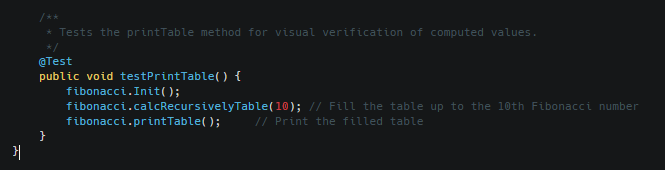 /**
 * Tests the printTable method for visual verification of computed values.
 */
@Test
public void testPrintTable() {
    fibonacci.Init();
    fibonacci.calcRecursivelyTable(10); // Fill the table up to the 10th Fibonacci number
    fibonacci.printTable();     // Print the filled table
}
}